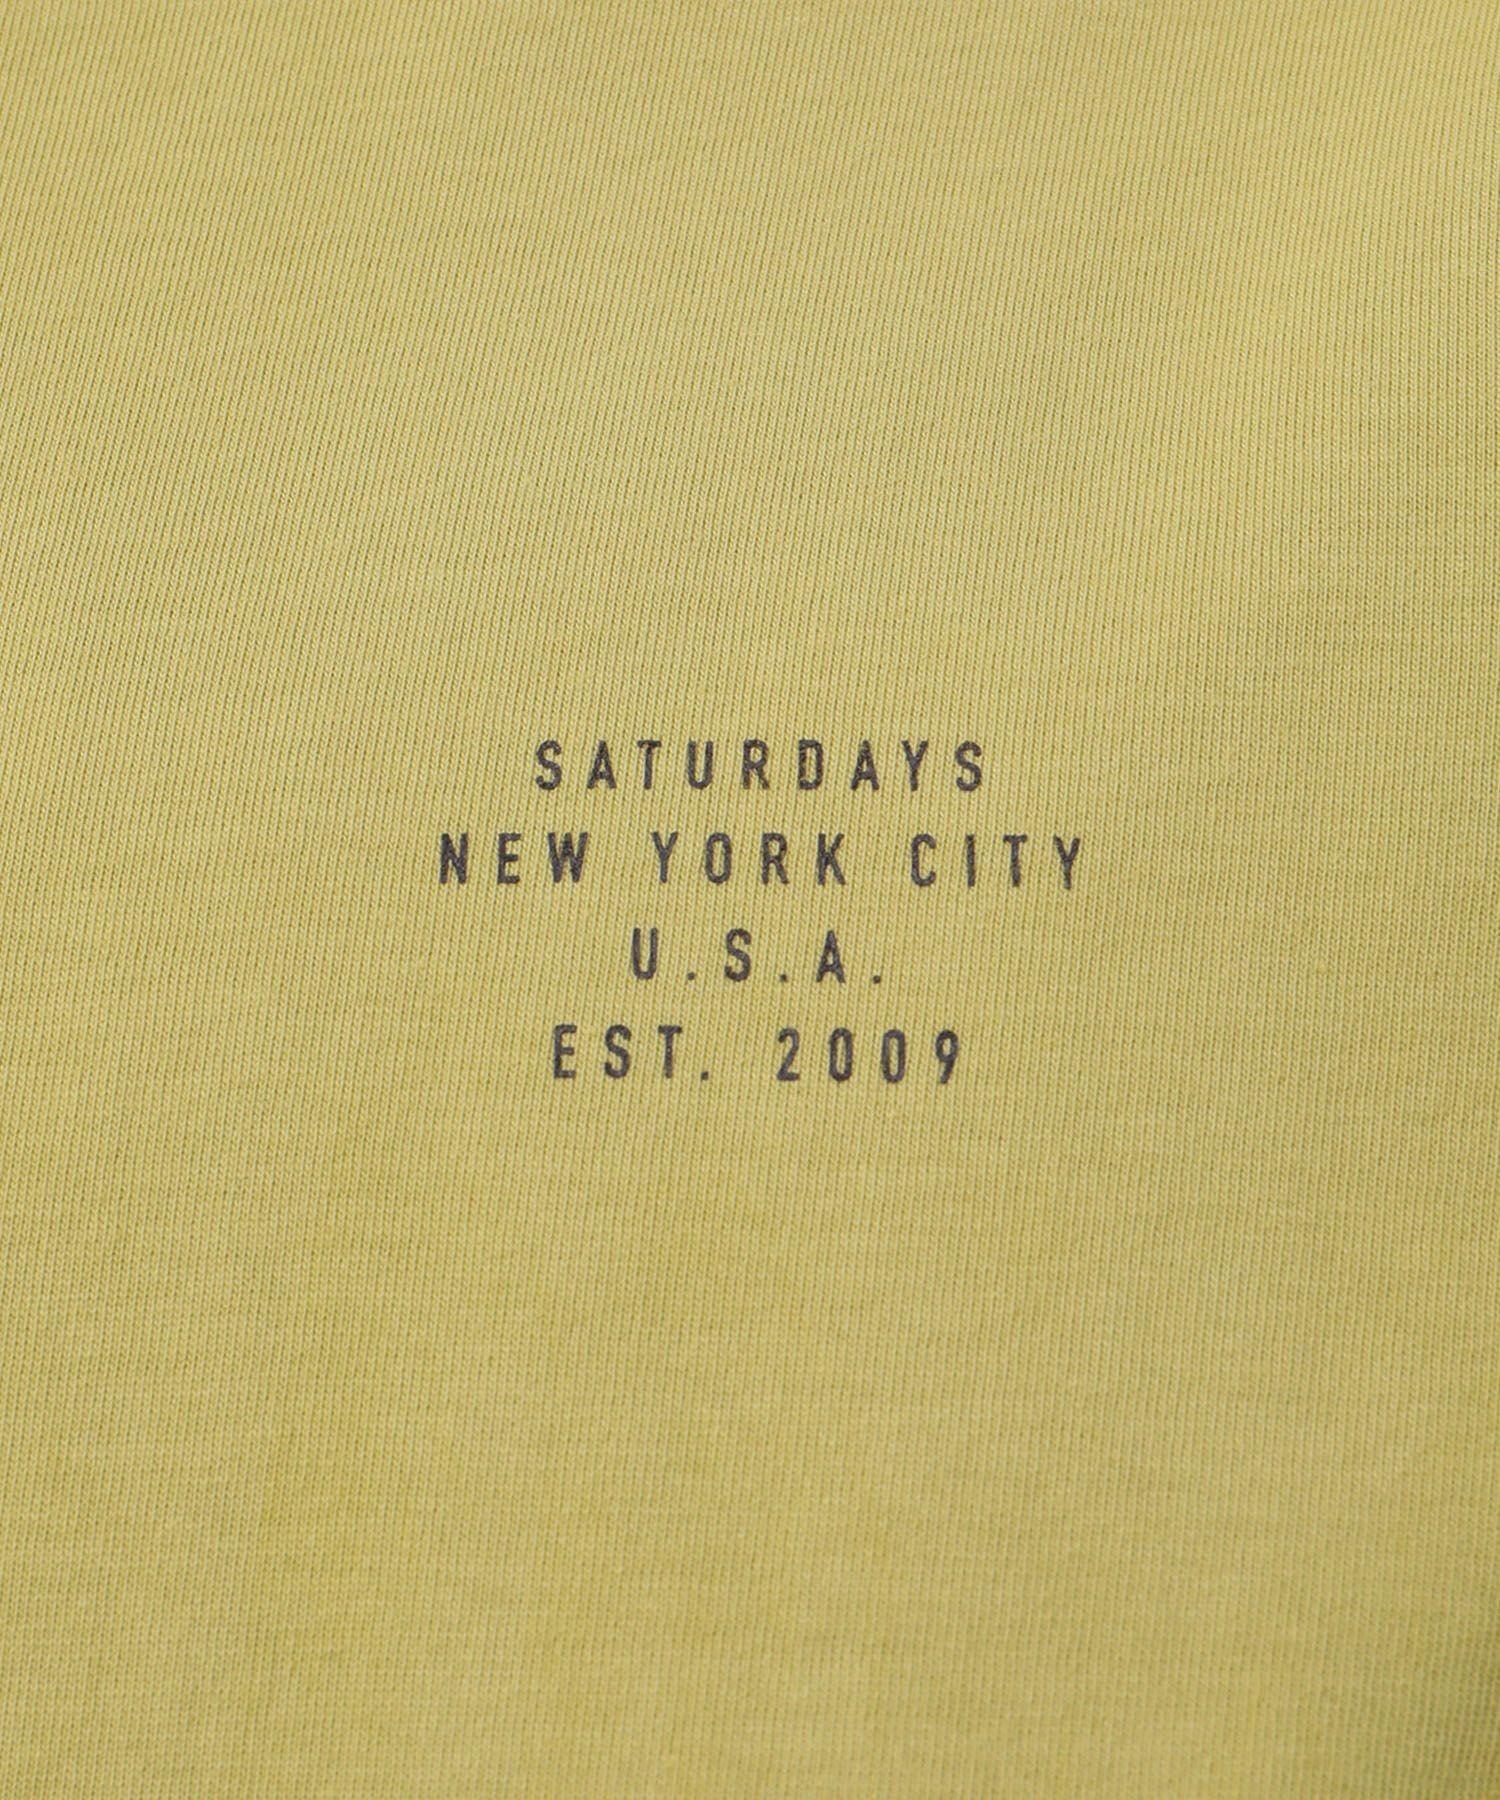 SATURDAYS
NEW YORK CITY
U.S.A.
EST. 2009